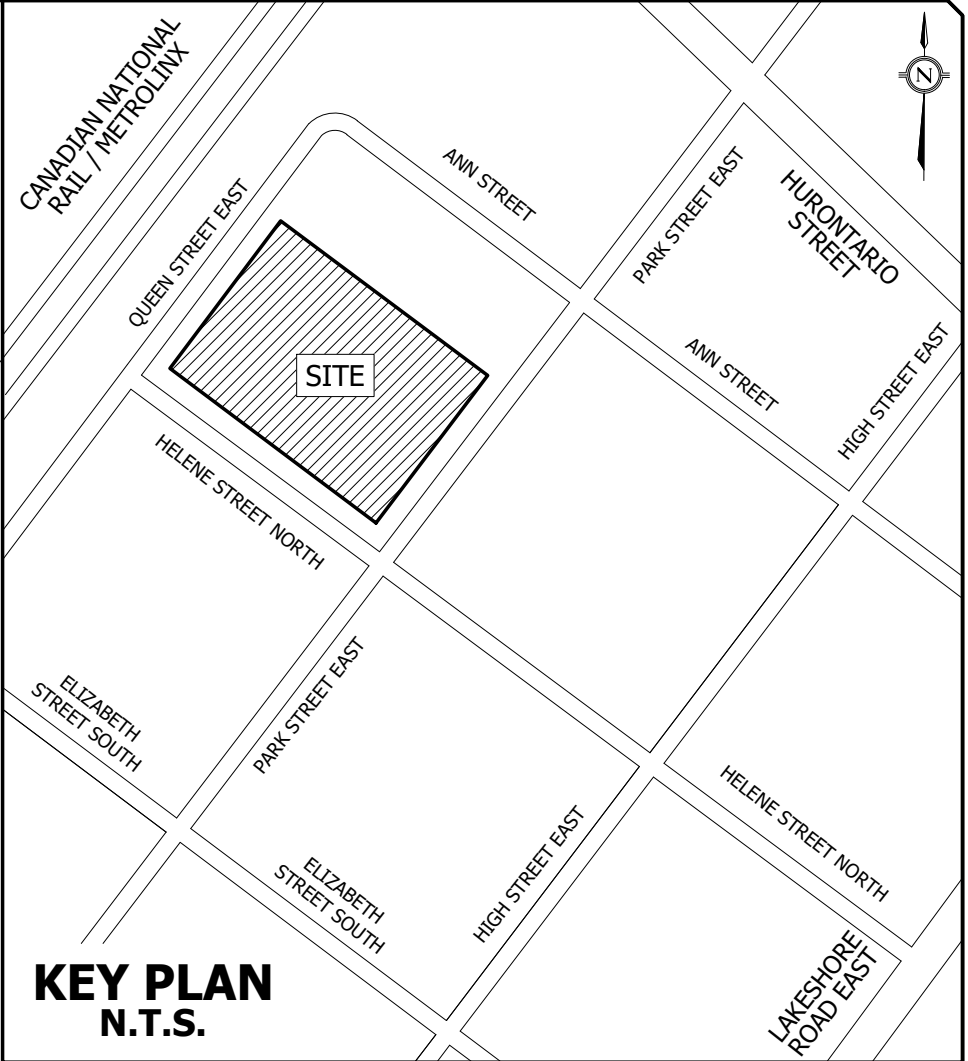 CANADIAN NATIONAL
RAIL / METROLINX
N
ANN STREET
PARK STREET EAST
HURONTARIO
STREET
QUEEN STREET EAST
HIGH STREET EAST
ANN STREET
SITE
HELENE STREET NORTH
PARK STREET EAST
ELIZABETH
STREET SOUTH
HELENE STREET NORTH
HIGH STREET EAST
ELIZABETH
STREET SOUTH
LAKESHORE
ROAD EAST
KEY PLAN
N.T.S.